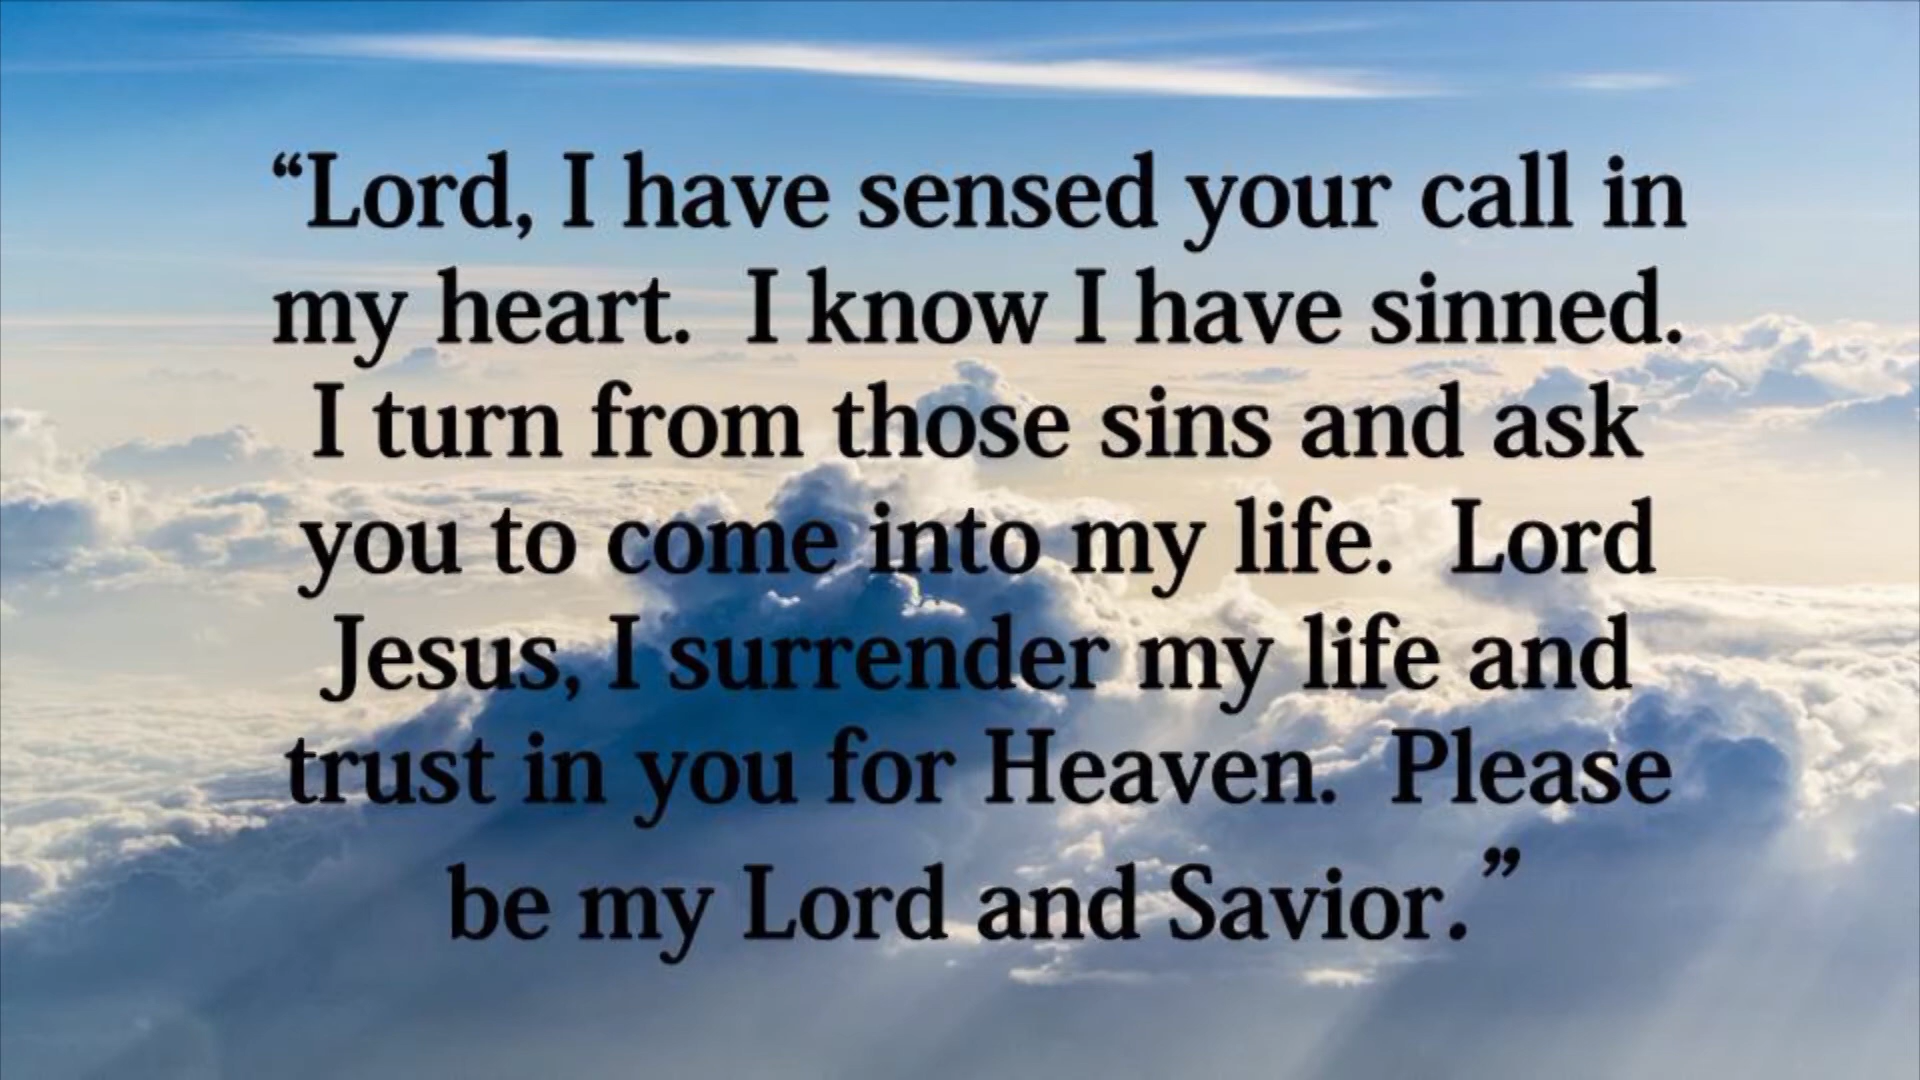 “Lord, I have sensed your call in
my heart.  I know I have sinned.
I turn from those sins and ask
you to come into my life.  Lord
Jesus, I surrender my life and
trust in you for Heaven.  Please
be my Lord and Savior.”